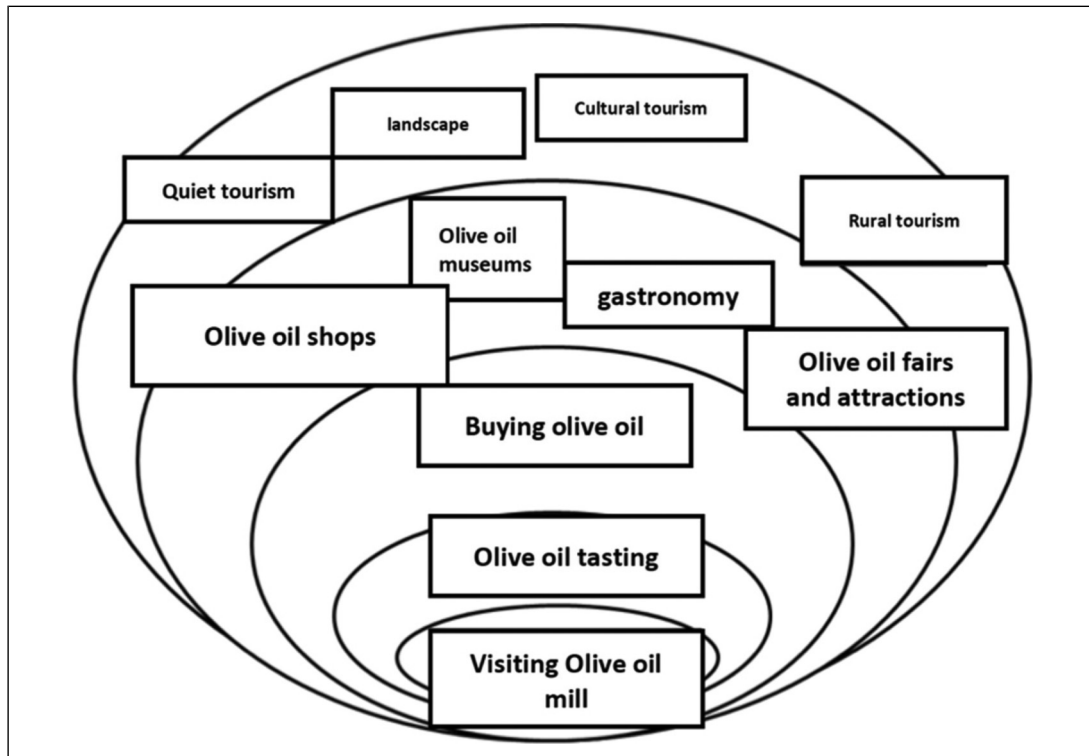 landscape
Cultural tourism
Quiet tourism
Rural tourism
Olive oil
museums
gastronomy
Olive oil shops
Olive oil fairs
and attractions
Buying olive oil
Olive oil tasting
Visiting Olive oil
mill